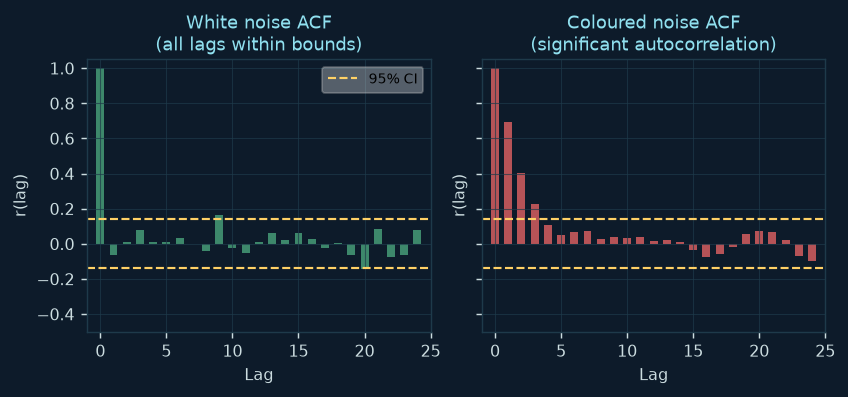 White noise ACF
(all lags within bounds)
95% CI
r(lag)
1.0
0.8
0.6
0.4
0.2
0.0
−0.2
−0.4
0 5 10 15 20 25
Lag
Coloured noise ACF
(significant autocorrelation)
r(lag)
0 5 10 15 20 25
Lag